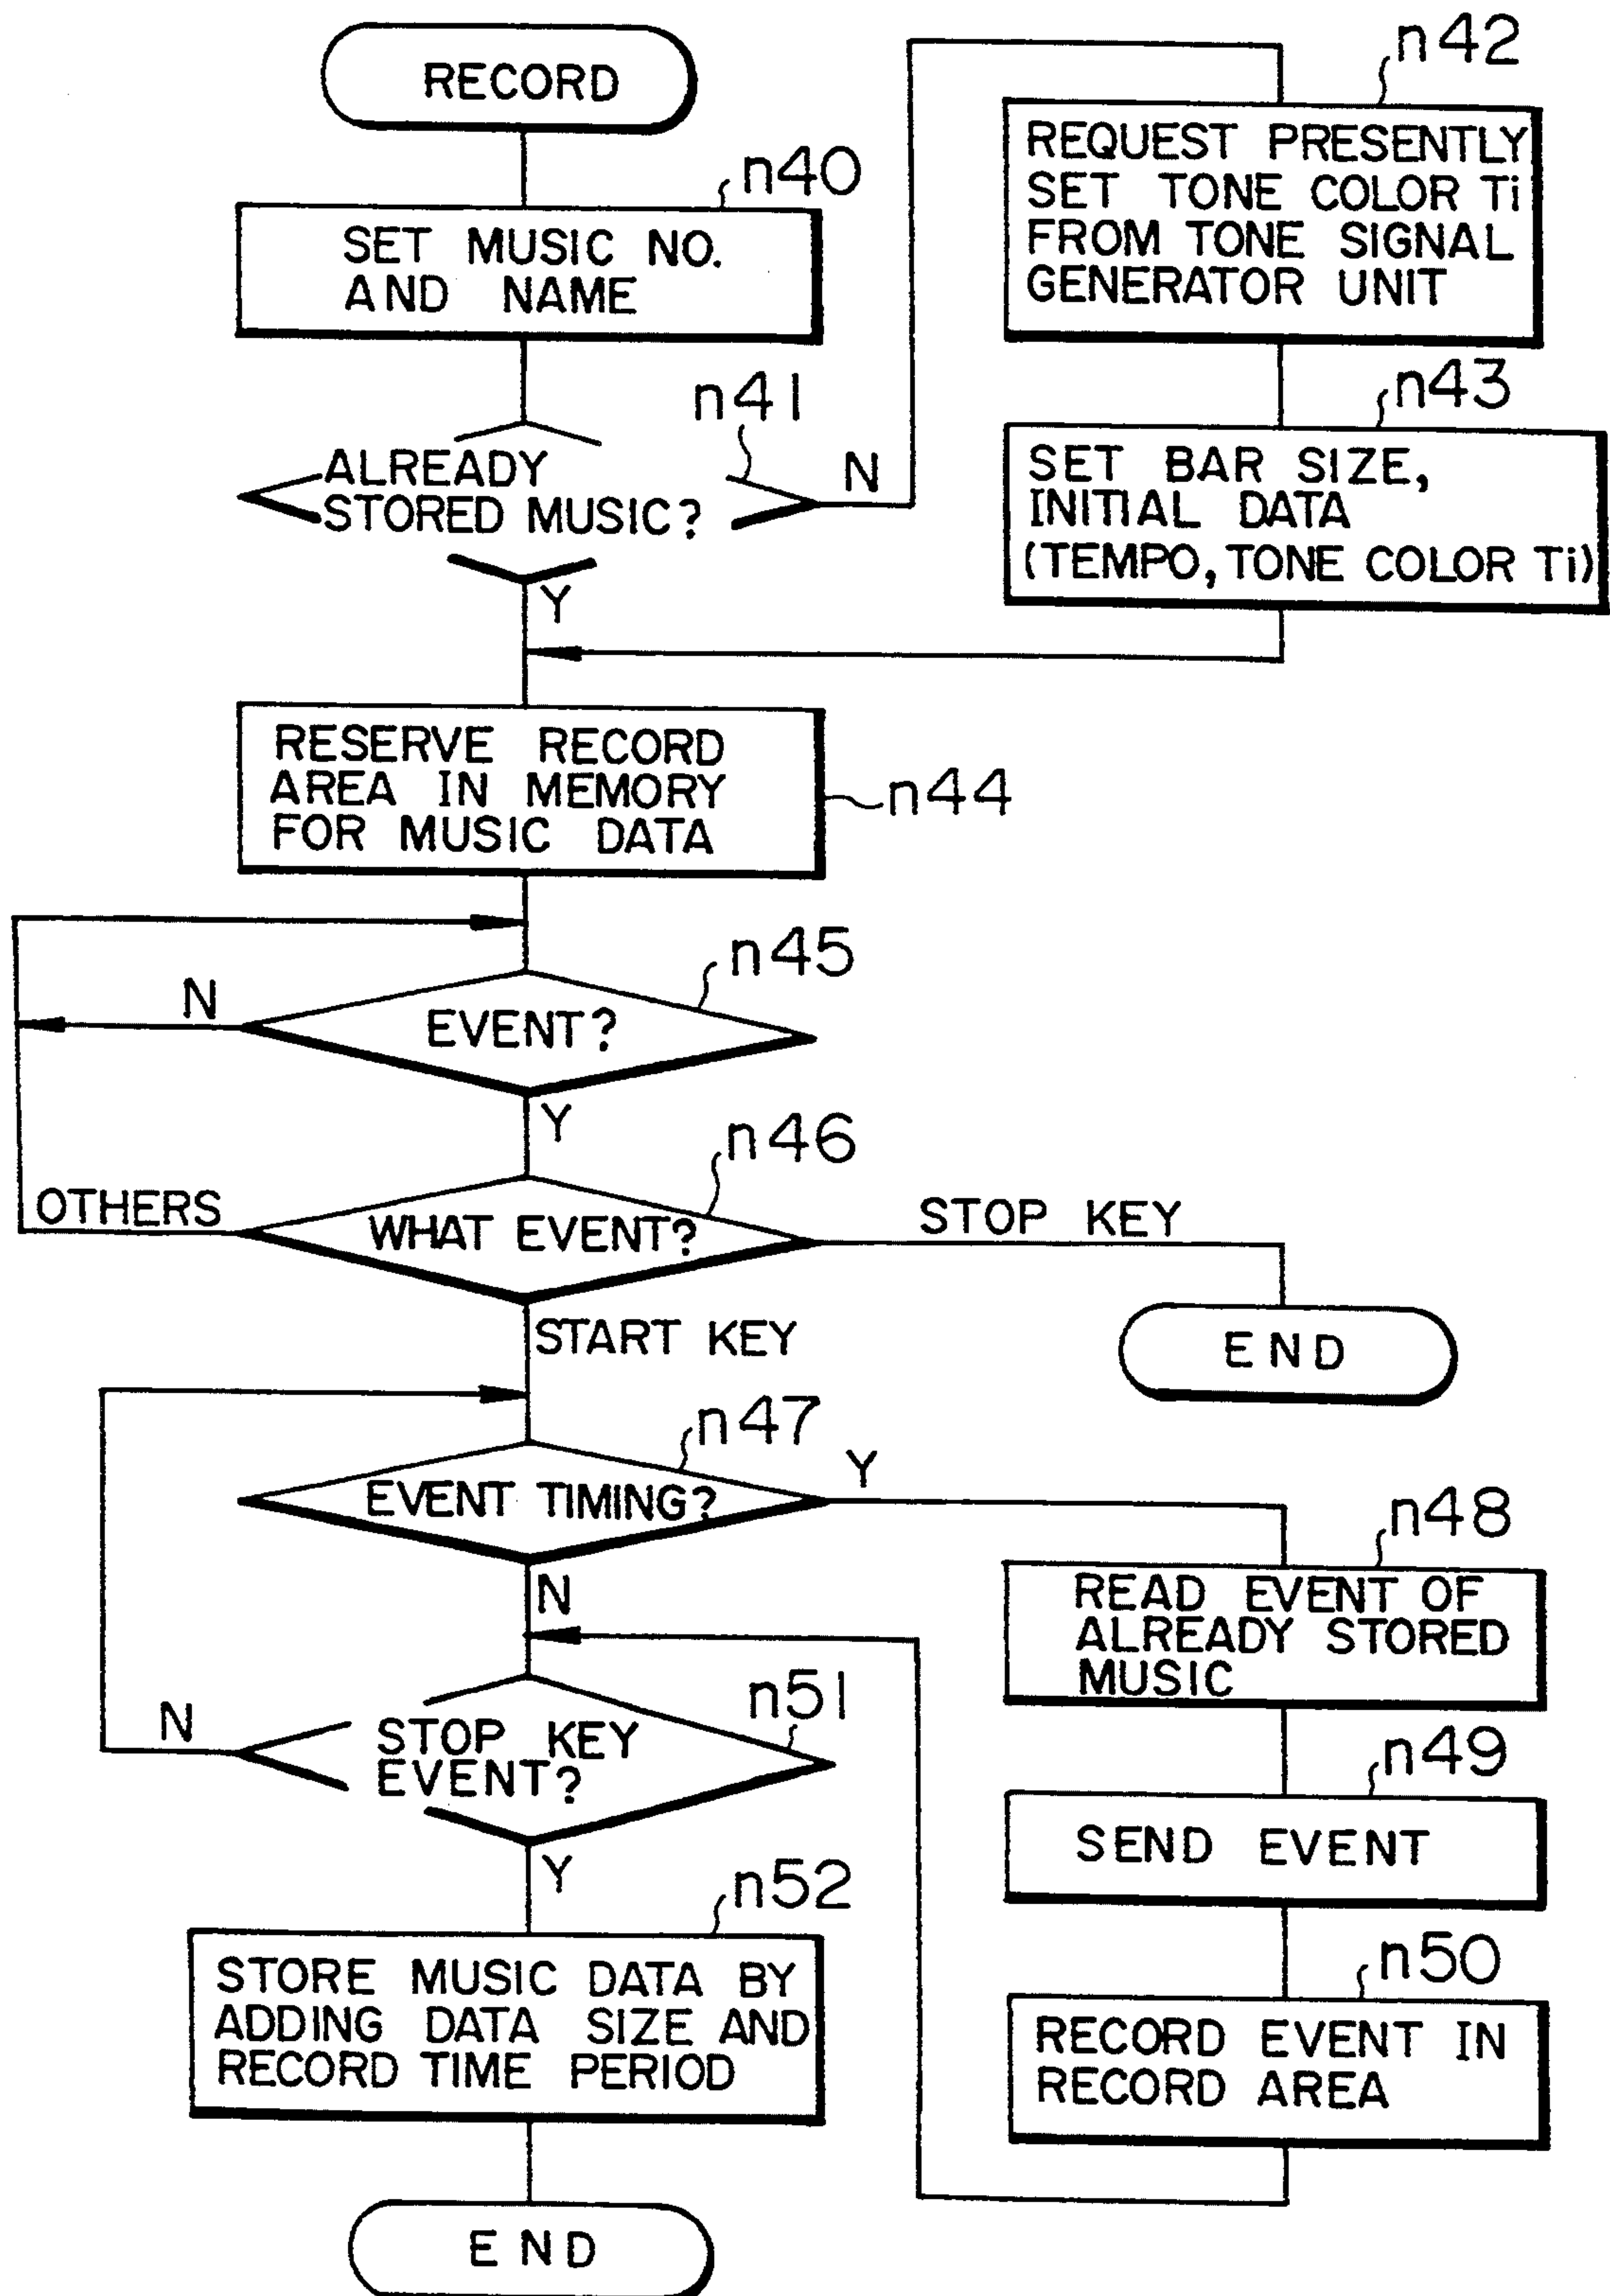 RECORD
n40
SET MUSIC NO.
AND NAME
n41
ALREADY
STORED MUSIC?
N
Y
n42
REQUEST PRESENTLY
SET TONE COLOR Ti
FROM TONE SIGNAL
GENERATOR UNIT
n43
SET BAR SIZE,
INITIAL DATA
(TEMPO, TONE COLOR Ti)
RESERVE RECORD
AREA IN MEMORY
FOR MUSIC DATA
n44
n45
EVENT?
N
Y
n46
WHAT EVENT?
OTHERS
STOP KEY
END
START KEY
n47
EVENT TIMING?
Y
N
n48
READ EVENT OF
ALREADY STORED
MUSIC
n49
SEND EVENT
n50
RECORD EVENT IN
RECORD AREA
n51
STOP KEY
EVENT?
N
Y
n52
STORE MUSIC DATA BY
ADDING DATA SIZE AND
RECORD TIME PERIOD
END